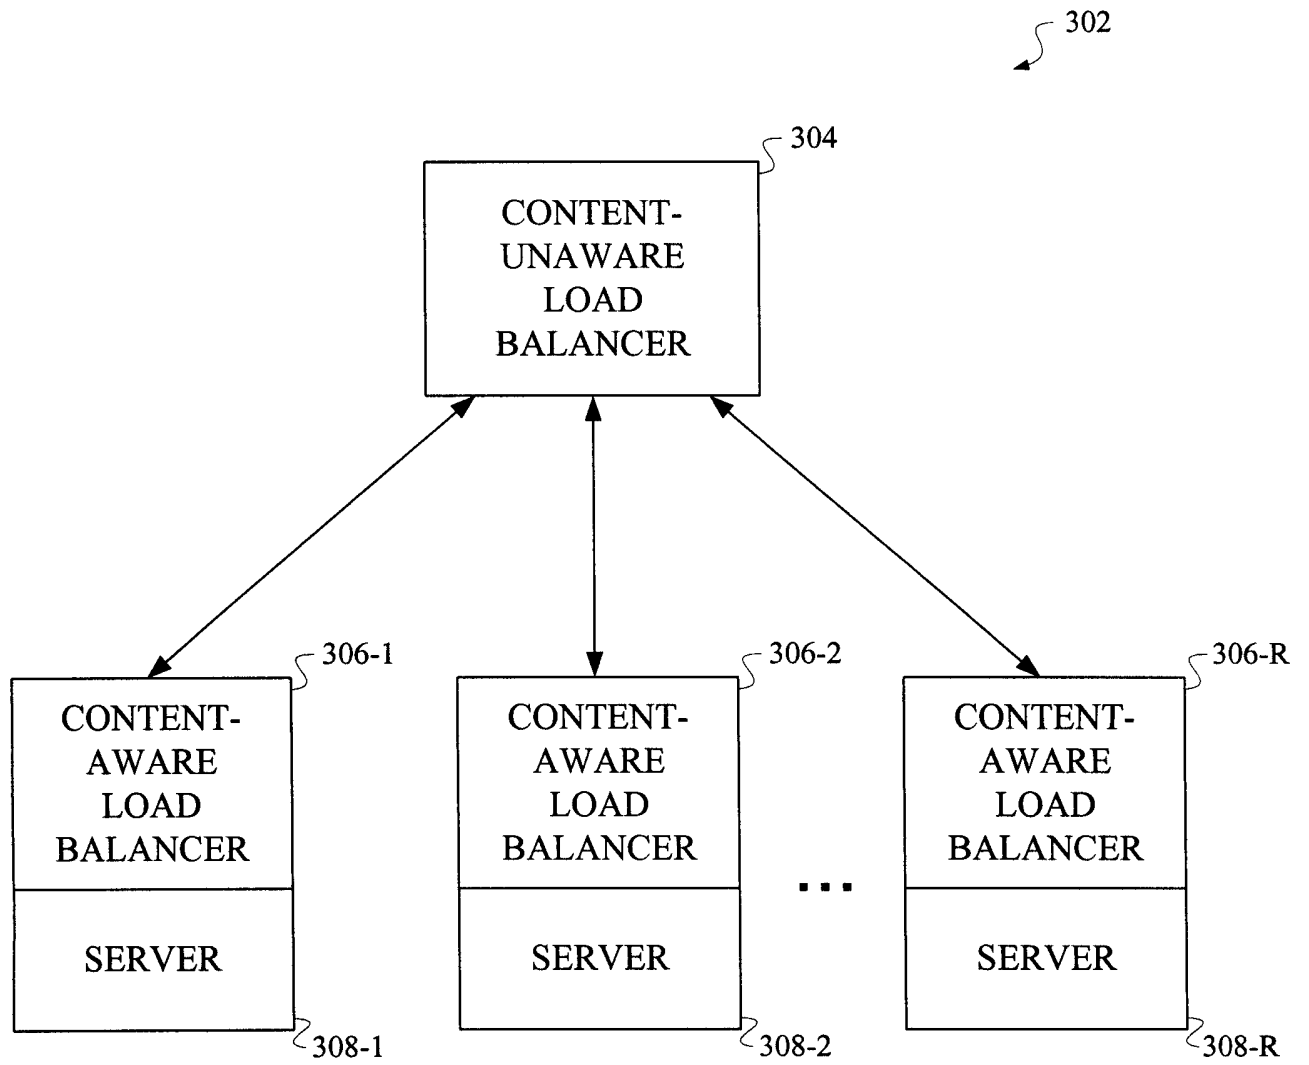 302
304
CONTENT-
UNAWARE
LOAD
BALANCER
306-1
CONTENT-
AWARE
LOAD
BALANCER
SERVER
308-1
306-2
CONTENT-
AWARE
LOAD
BALANCER
SERVER
308-2
...
306-R
CONTENT-
AWARE
LOAD
BALANCER
SERVER
308-R